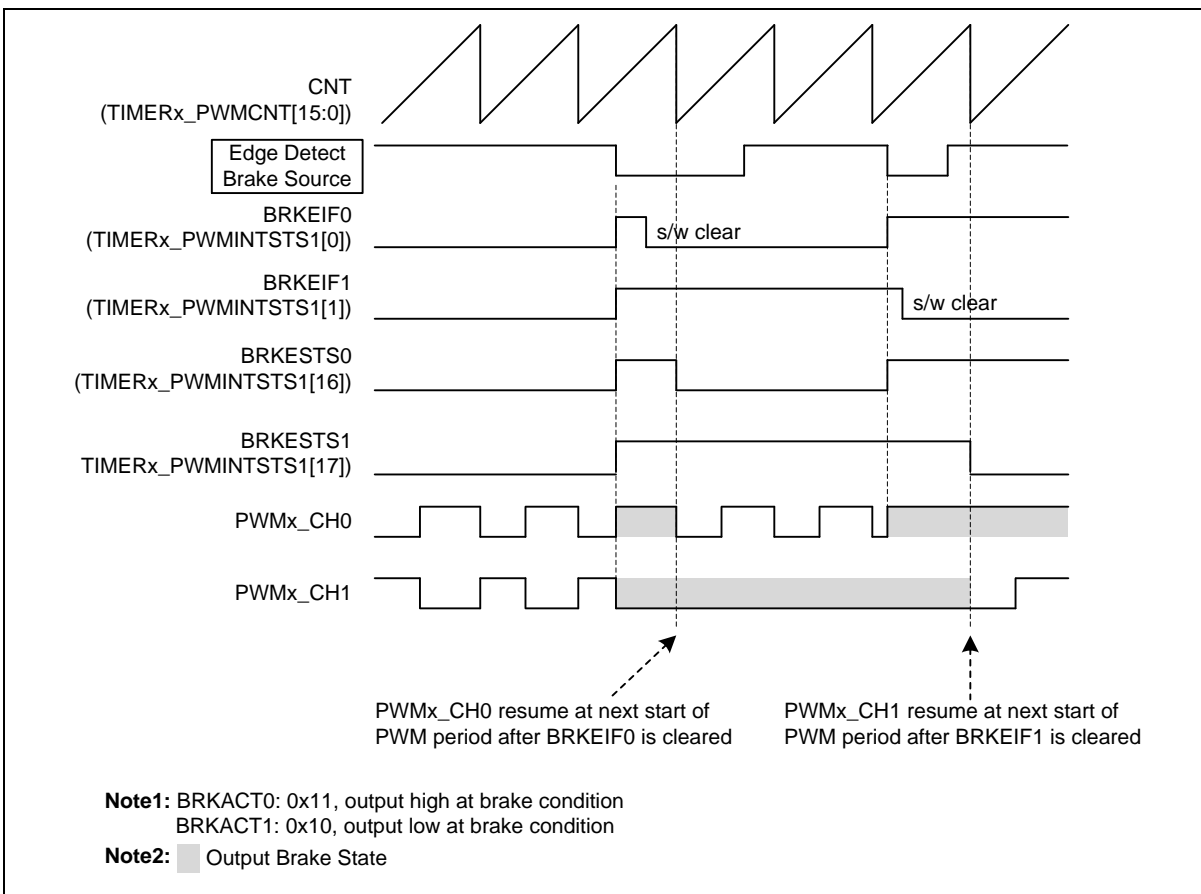 CNT
(TIMERx_PWMCNT[15:0])
Edge Detect
Brake Source
BRKEIF0
(TIMERx_PWMINTSTS1[0])
s/w clear
BRKEIF1
(TIMERx_PWMINTSTS1[1])
s/w clear
BRKESTS0
(TIMERx_PWMINTSTS1[16])
BRKESTS1
TIMERx_PWMINTSTS1[17])
PWMx_CH0
PWMx_CH1
PWMx_CH0 resume at next start of
PWM period after BRKEIF0 is cleared
PWMx_CH1 resume at next start of
PWM period after BRKEIF1 is cleared
Note1: BRKACT0: 0x11, output high at brake condition
BRKACT1: 0x10, output low at brake condition
Note2: Output Brake State